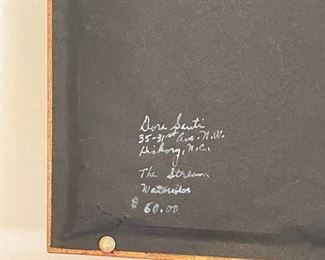 Dora Santi
35-31st Ave. N.W.
Hickory, N.C.
The Stream
Watercolor
$ 60.00